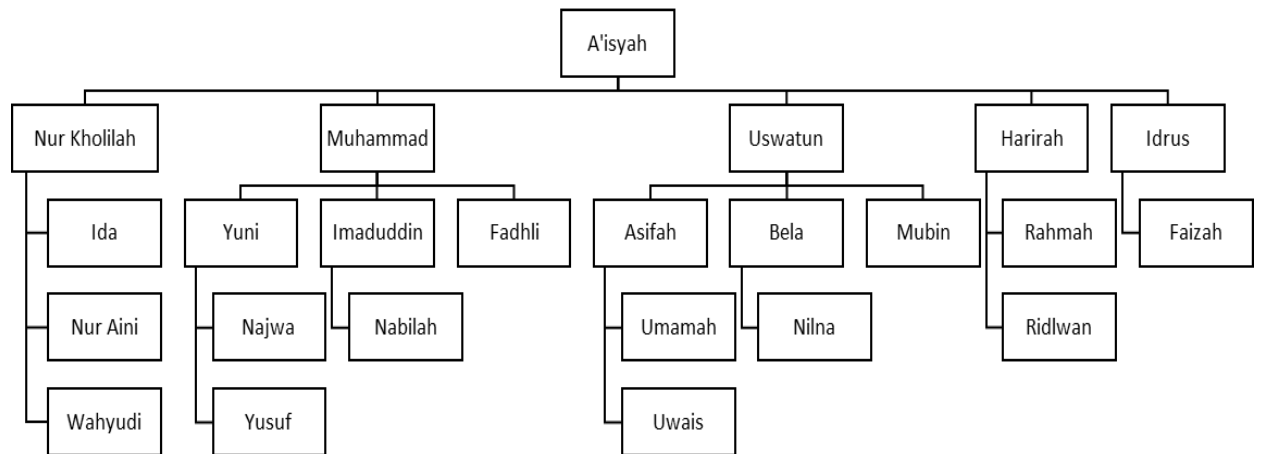 A'isyah
Nur Kholilah
Muhammad
Uswatun
Harirah
Idrus
Ida
Yuni
Imaduddin
Fadhli
Asifah
Bela
Mubin
Rahmah
Faizah
Nur Aini
Najwa
Nabilah
Umamah
Nilna
Ridlwan
Wahyudi
Yusuf
Uwais